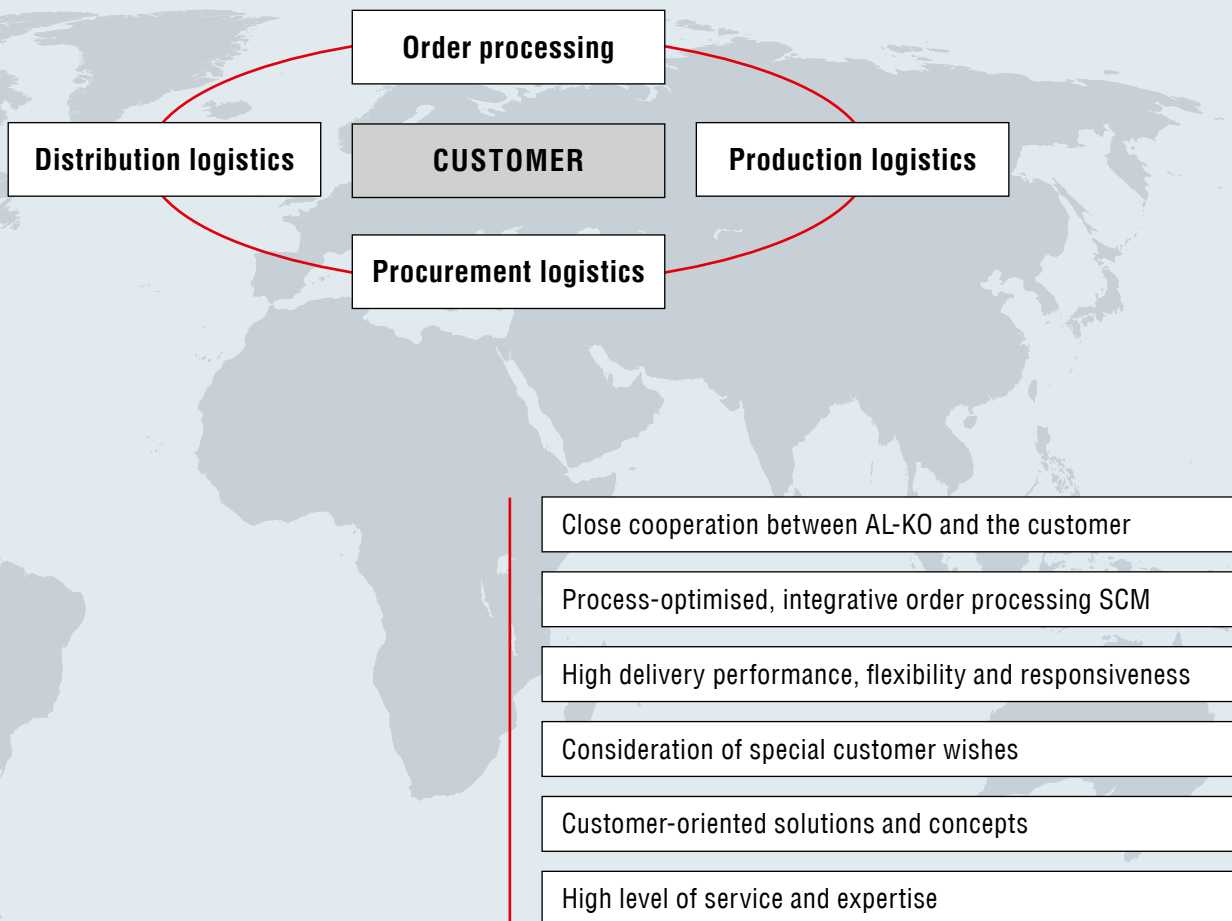 Order processing
Distribution logistics
CUSTOMER
Production logistics
Procurement logistics
Close cooperation between AL-KO and the customer
Process-optimised, integrative order processing SCM
High delivery performance, flexibility and responsiveness
Consideration of special customer wishes
Customer-oriented solutions and concepts
High level of service and expertise